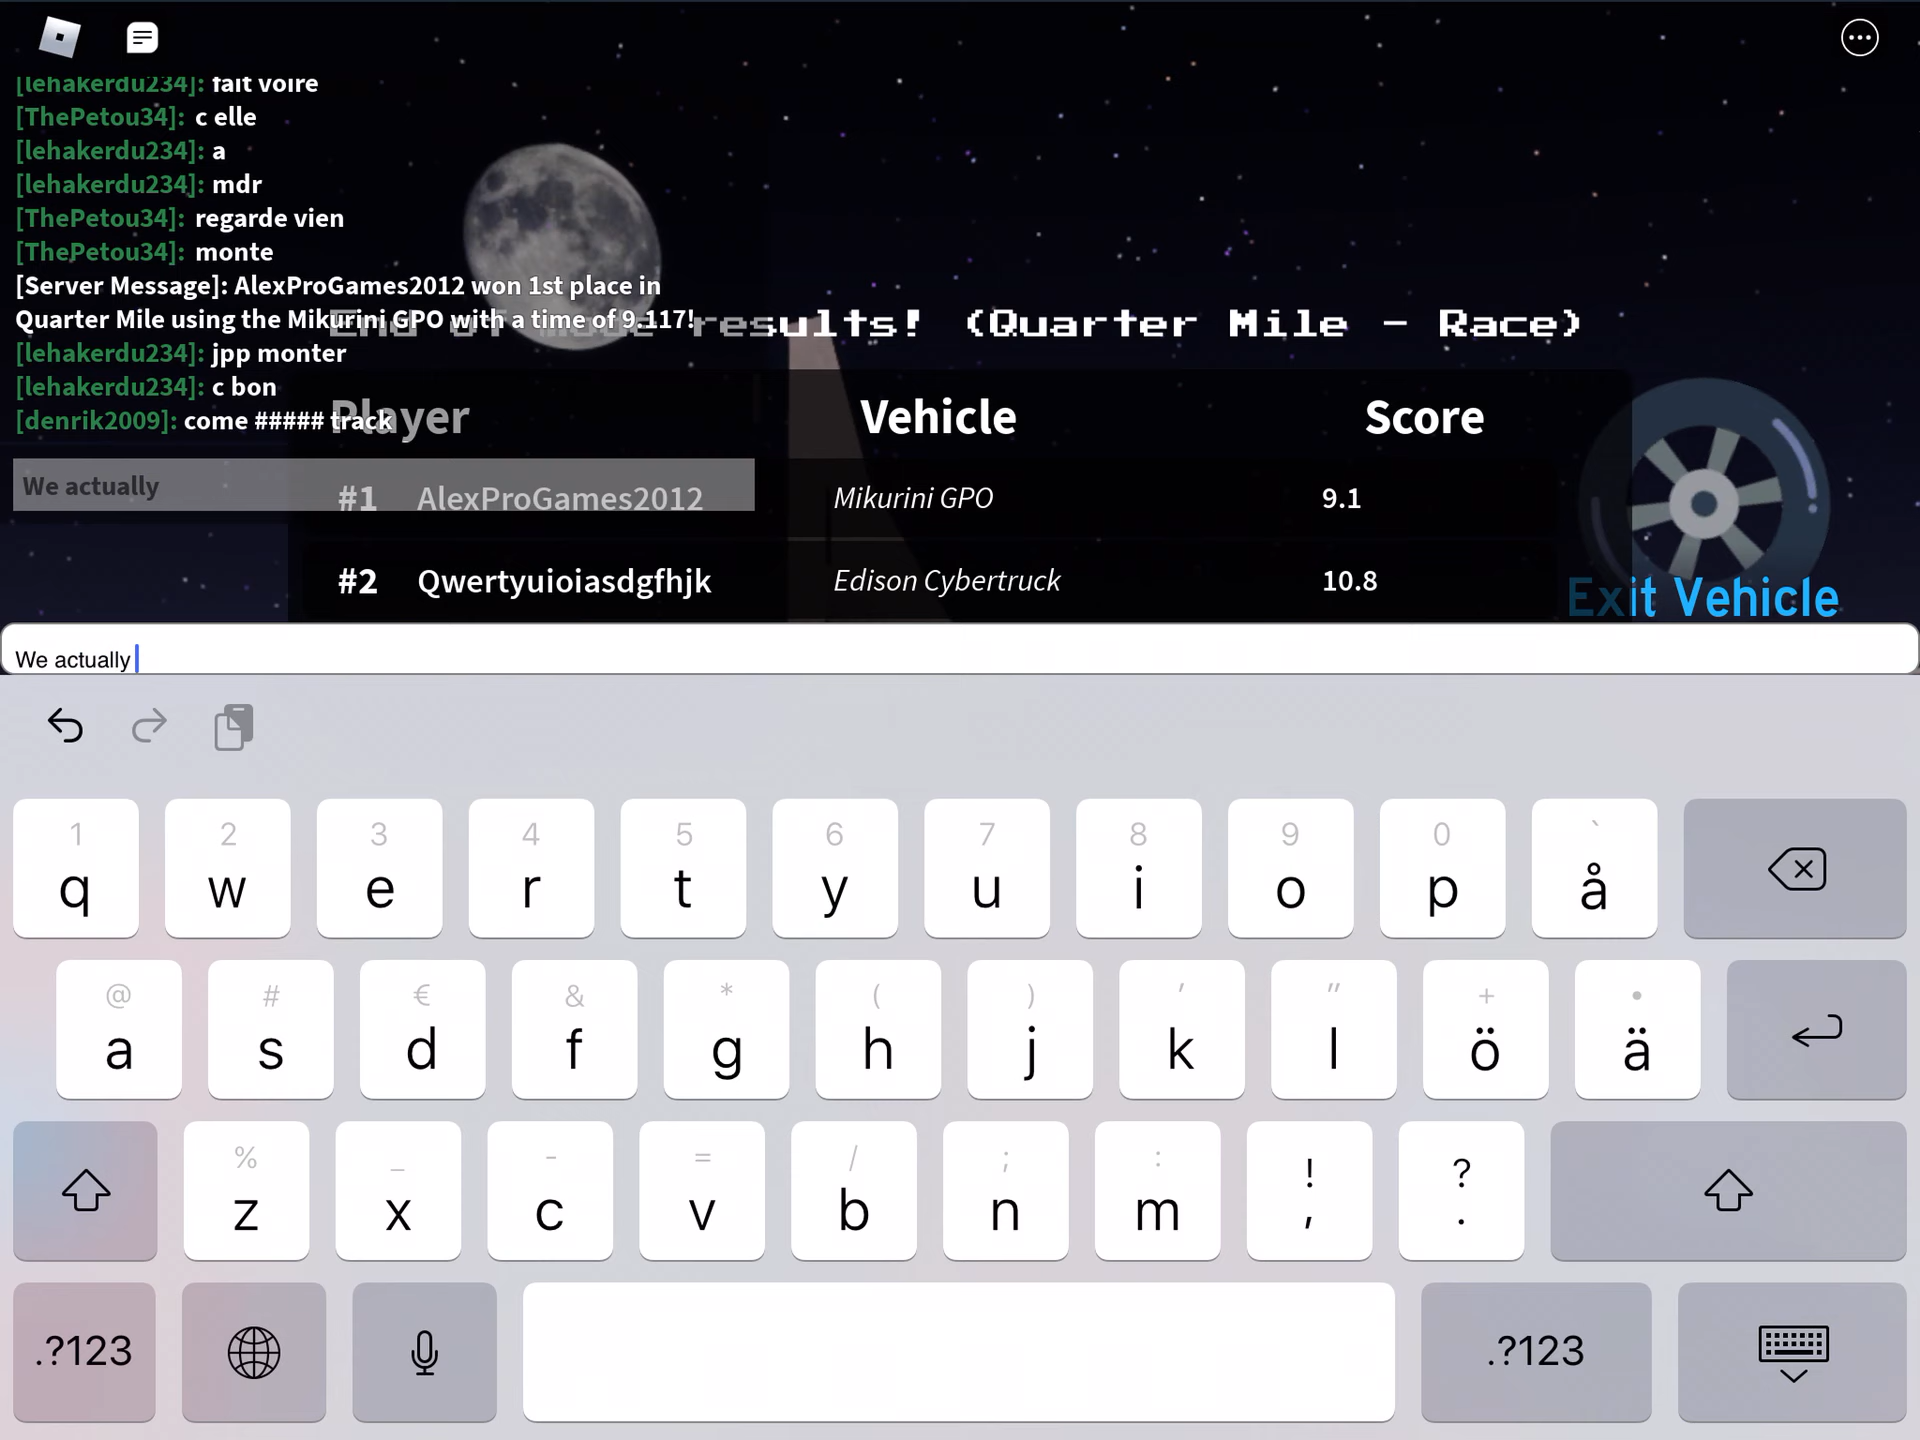 [lehakerdu234]: fait voire
[ThePetou34]: c elle
[lehakerdu234]: a
[lehakerdu234]: mdr
[ThePetou34]: regarde vien
[ThePetou34]: monte
[Server Message]: AlexProGames2012 won 1st place in
Quarter Mile using the Mikurini GPO with a time of 9.117!
[lehakerdu234]: jpp monter
[lehakerdu234]: c bon
[denrik2009]: come ##### track
We actually
End of race results! (Quarter Mile - Race)
Player Vehicle Score
#1 AlexProGames2012 Mikurini GPO 9.1
#2 Qwertyuioiasdgfhjk Edison Cybertruck 10.8
Exit Vehicle
We actually
1 2 3 4 5 6 7 8 9 0 `
q w e r t y u i o p å
@ # € & * ( ) ' " + •
a s d f g h j k l ö ä
% _ - = / ; : ! ?
z x c v b n m , .
.?123 .?123